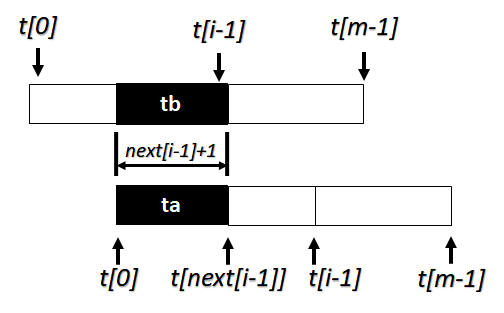 t[0] t[i-1] t[m-1]
tb
next[i-1]+1
ta
t[0] t[next[i-1]] t[i-1] t[m-1]